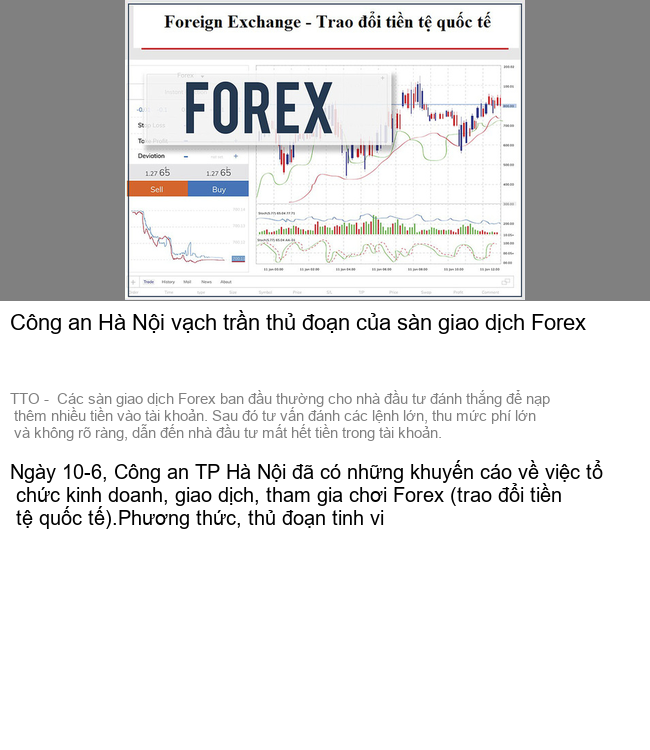 Foreign Exchange - Trao đổi tiền tệ quốc tế
FOREX
Deviotion - +
1.27 65 1.27 65
Sell Buy
Trade History Mail News About
Công an Hà Nội vạch trần thủ đoạn của sàn giao dịch Forex
TTO - Các sàn giao dịch Forex ban đầu thường cho nhà đầu tư đánh thắng để nạp
thêm nhiều tiền vào tài khoản. Sau đó tư vấn đánh các lệnh lớn, thu mức phí lớn
và không rõ ràng, dẫn đến nhà đầu tư mất hết tiền trong tài khoản.
Ngày 10-6, Công an TP Hà Nội đã có những khuyến cáo về việc tổ
chức kinh doanh, giao dịch, tham gia chơi Forex (trao đổi tiền
tệ quốc tế).Phương thức, thủ đoạn tinh vi